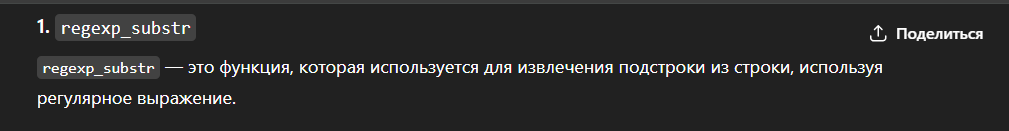 1. regexp_substr
Поделиться
regexp_substr — это функция, которая используется для извлечения подстроки из строки, используя
регулярное выражение.